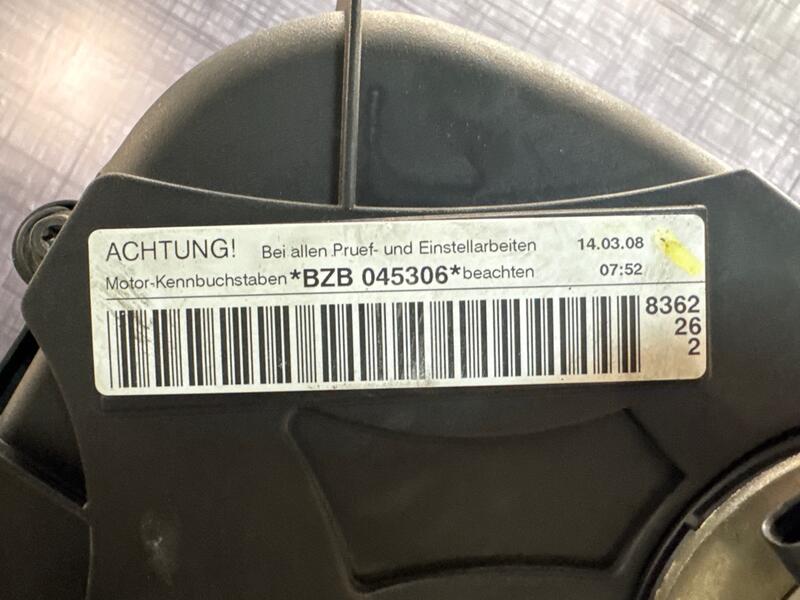 ACHTUNG! Bei allen Pruef- und Einstellarbeiten 14.03.08
Motor-Kennbuchstaben *BZB 045306* beachten 07:52
8362
26
2